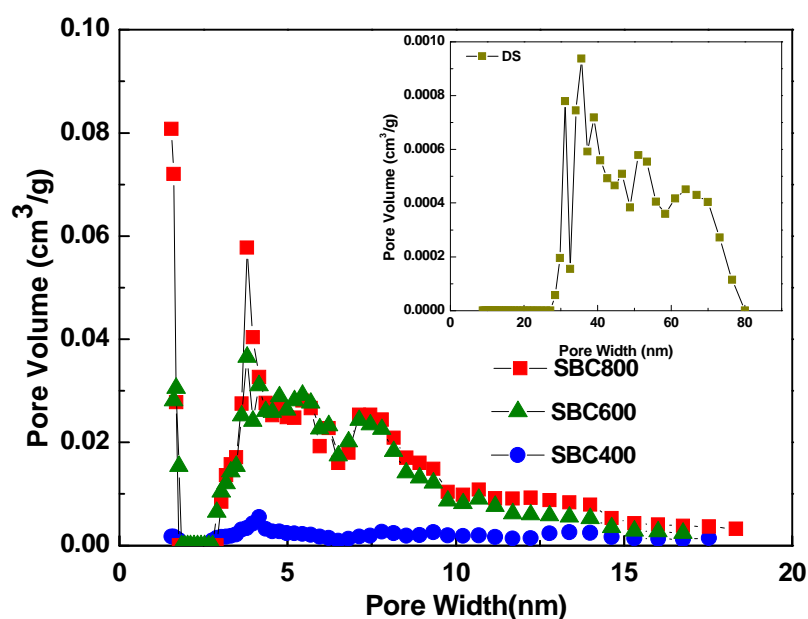 0.10
0.08
0.06
0.04
0.02
0.00
Pore Volume (cm³/g)
0
5
10
15
20
Pore Width(nm)
0.0010
0.0008
0.0006
0.0004
0.0002
0.0000
Pore Volume (cm³/g)
DS
0
20
40
60
80
Pore Width (nm)
SBC800
SBC600
SBC400